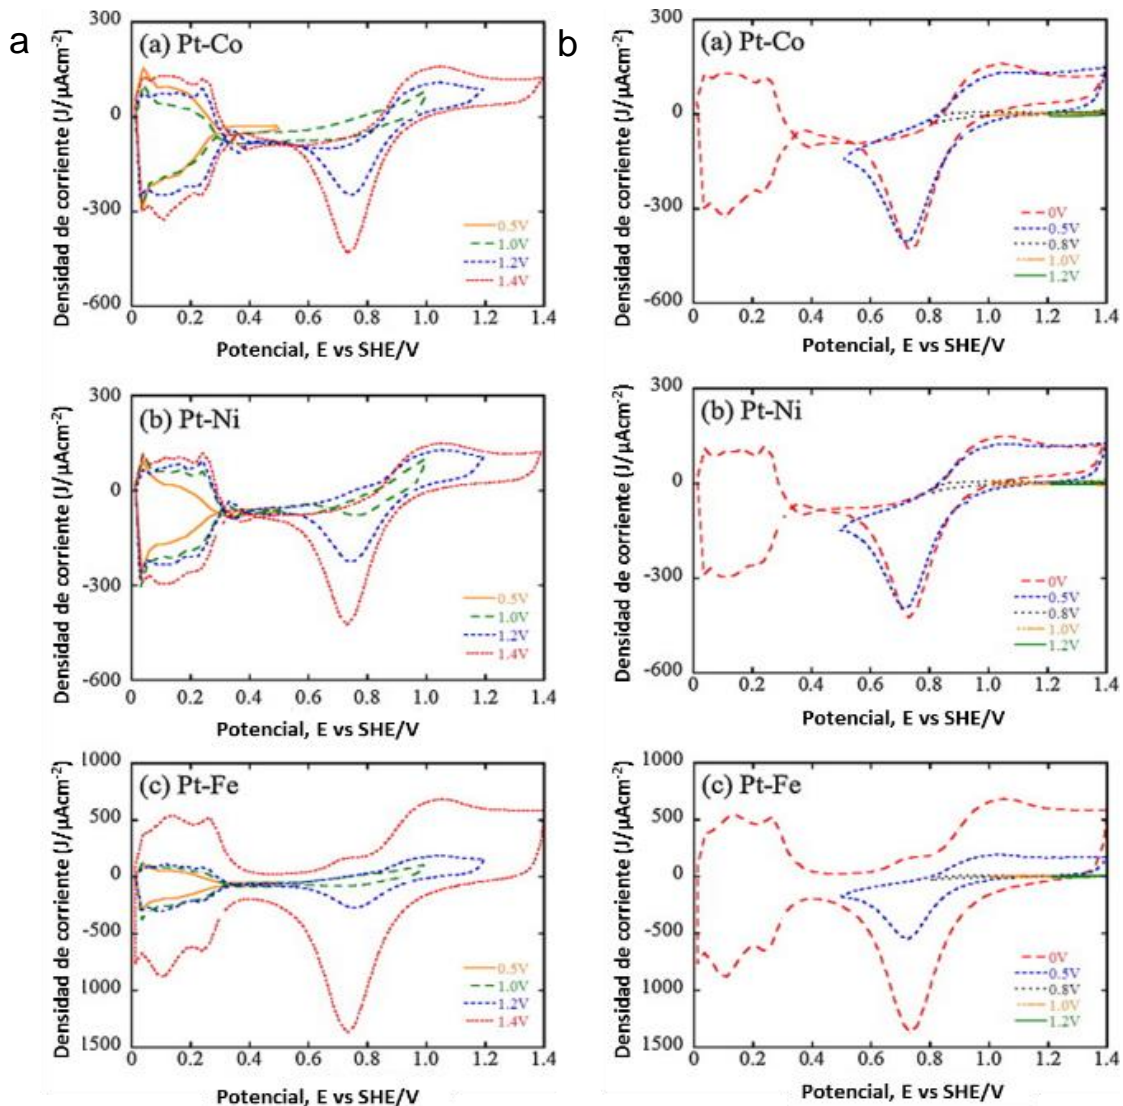 a
b
(a) Pt-Co
300
0
-300
-600
Densidad de corriente (J/μAcm-2)
0.5V
1.0V
1.2V
1.4V
0 0.2 0.4 0.6 0.8 1.0 1.2 1.4
Potencial, E vs SHE/V
(a) Pt-Co
300
0
-300
-600
Densidad de corriente (J/μAcm-2)
0V
0.5V
0.8V
1.0V
1.2V
0 0.2 0.4 0.6 0.8 1.0 1.2 1.4
Potencial, E vs SHE/V
(b) Pt-Ni
300
0
-300
-600
Densidad de corriente (J/μAcm-2)
0.5V
1.0V
1.2V
1.4V
0 0.2 0.4 0.6 0.8 1.0 1.2 1.4
Potencial, E vs SHE/V
(b) Pt-Ni
300
0
-300
-600
Densidad de corriente (J/μAcm-2)
0V
0.5V
0.8V
1.0V
1.2V
0 0.2 0.4 0.6 0.8 1.0 1.2 1.4
Potencial, E vs SHE/V
(c) Pt-Fe
1000
500
0
-500
1000
1500
Densidad de corriente (J/μAcm-2)
0.5V
1.0V
1.2V
1.4V
0 0.2 0.4 0.6 0.8 1.0 1.2 1.4
Potencial, E vs SHE/V
(c) Pt-Fe
1000
500
0
-500
1000
1500
Densidad de corriente (J/μAcm-2)
0V
0.5V
0.8V
1.0V
1.2V
0 0.2 0.4 0.6 0.8 1.0 1.2 1.4
Potencial, E vs SHE/V